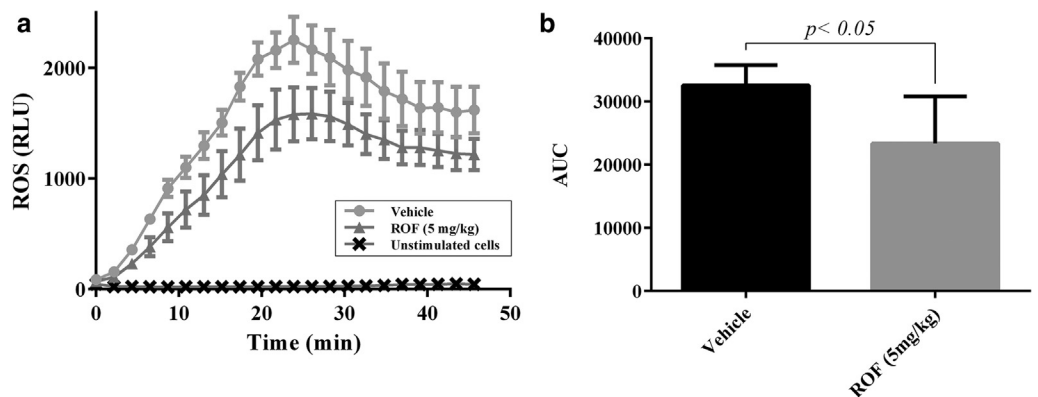 a
ROS (RLU)
2000
1000
0
0 10 20 30 40 50
Time (min)
Vehicle
ROF (5 mg/kg)
Unstimulated cells
b
p< 0.05
AUC
40000
30000
20000
10000
0
Vehicle
ROF (5mg/kg)